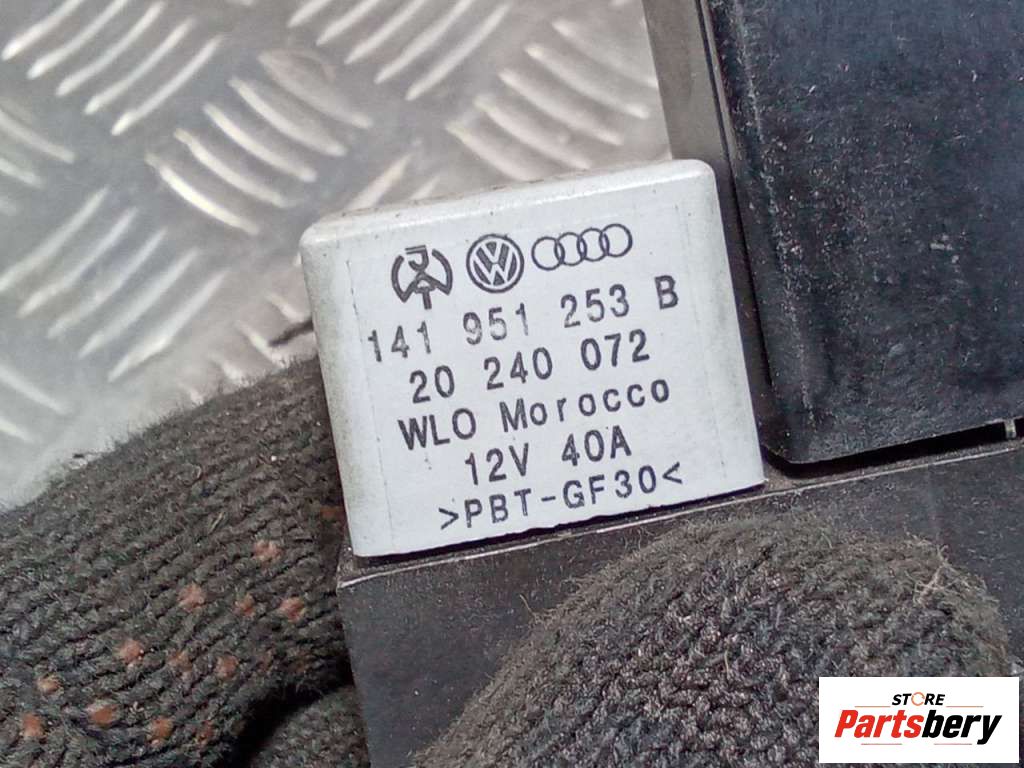 141 951 253 B
20 240 072
WLO Morocco
12V 40A
>PBT-GF30<
STORE
Partsbery